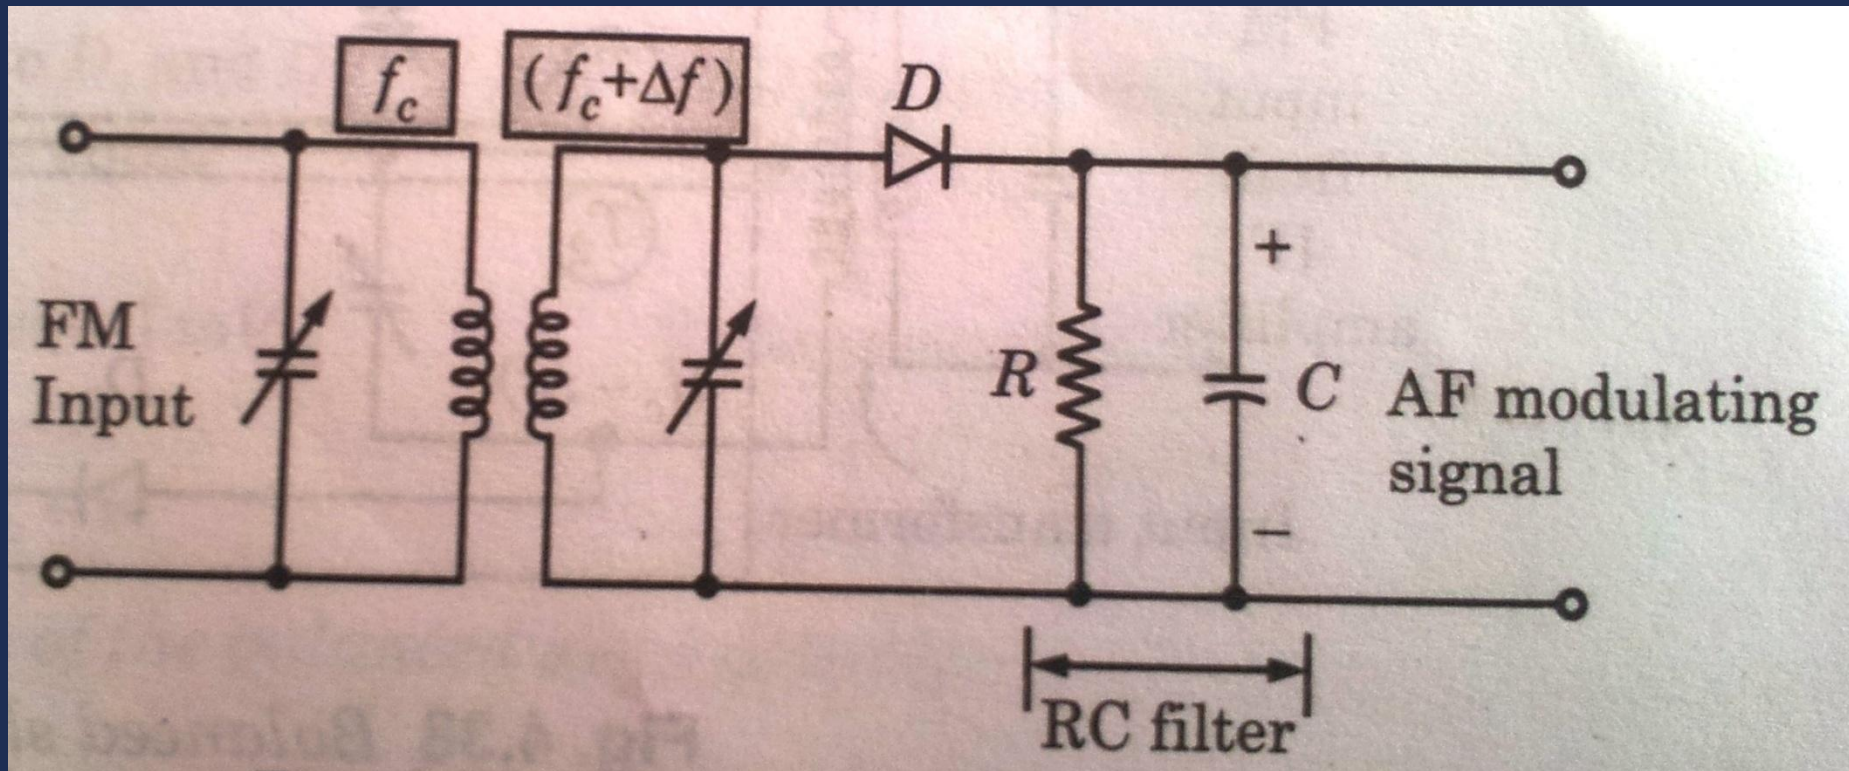 f_c
(f_c+Δf)
D
FM
Input
+
R
C
AF modulating
signal
−
RC filter